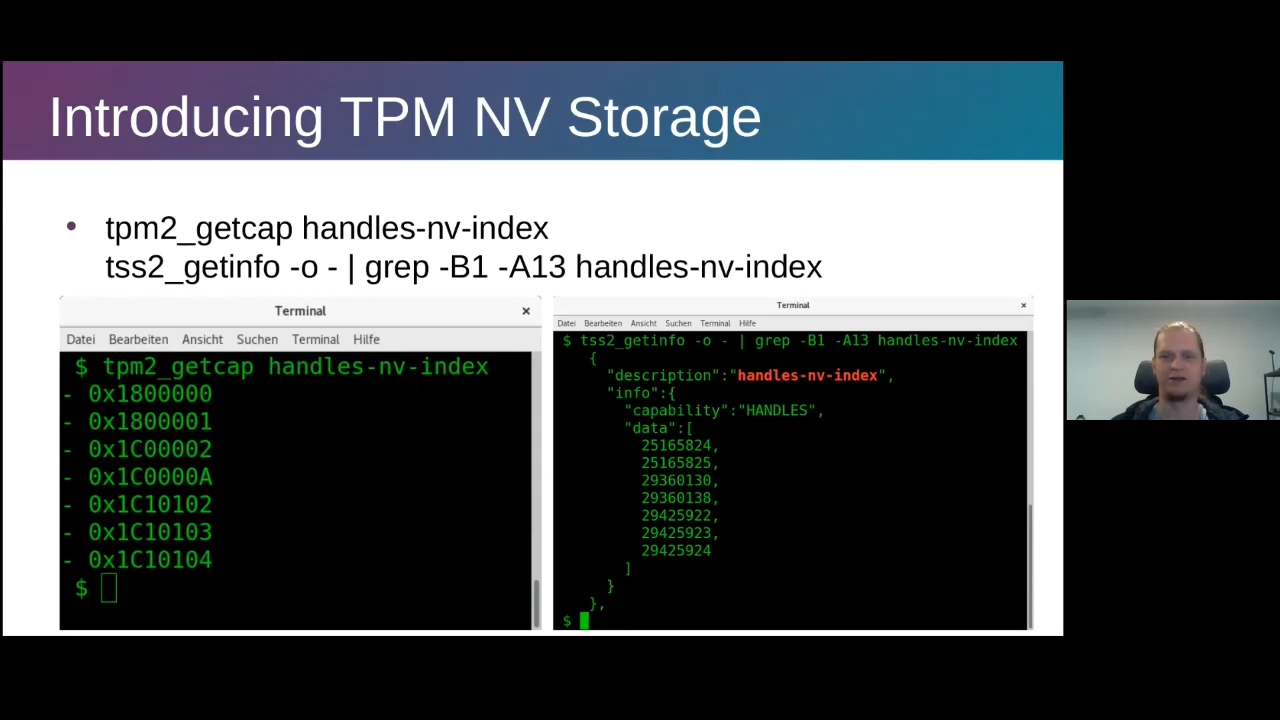 Introducing TPM NV Storage
• tpm2_getcap handles-nv-index
tss2_getinfo -o - | grep -B1 -A13 handles-nv-index
Terminal ×
Datei Bearbeiten Ansicht Suchen Terminal Hilfe
$ tpm2_getcap handles-nv-index
- 0x1800000
- 0x1800001
- 0x1C00002
- 0x1C0000A
- 0x1C10102
- 0x1C10103
- 0x1C10104
$
Terminal ×
Datei Bearbeiten Ansicht Suchen Terminal Hilfe
$ tss2_getinfo -o - | grep -B1 -A13 handles-nv-index
{
"description":"handles-nv-index",
"info":{
"capability":"HANDLES",
"data":[
25165824,
25165825,
29360130,
29360138,
29425922,
29425923,
29425924
]
}
},
$